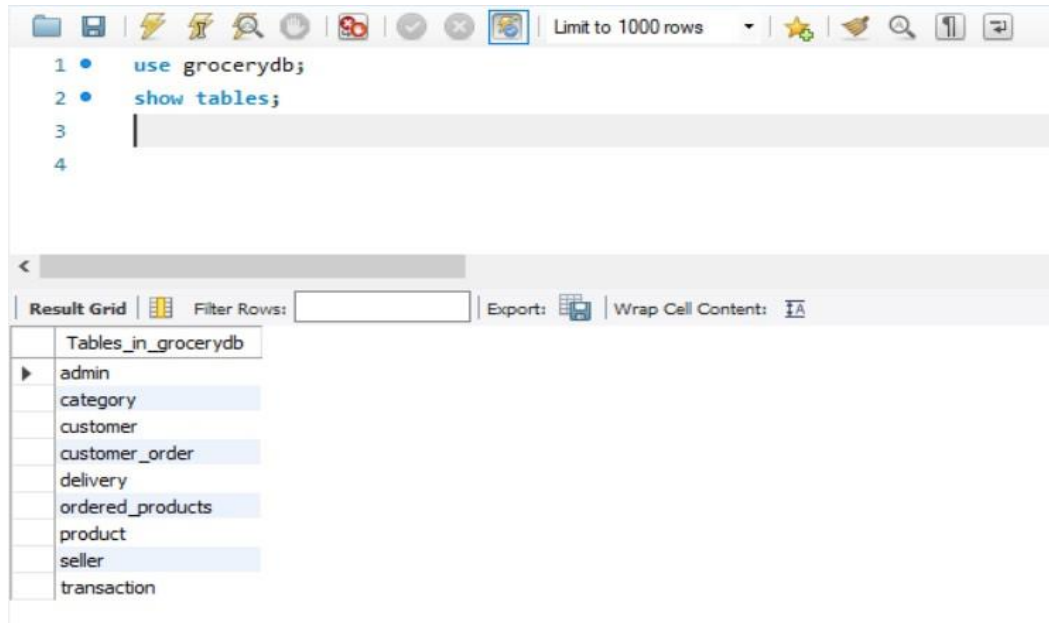 Limit to 1000 rows
1 use grocerydb;
2 show tables;
3
4
Result Grid Filter Rows: Export: Wrap Cell Content:
Tables_in_grocerydb
admin
category
customer
customer_order
delivery
ordered_products
product
seller
transaction